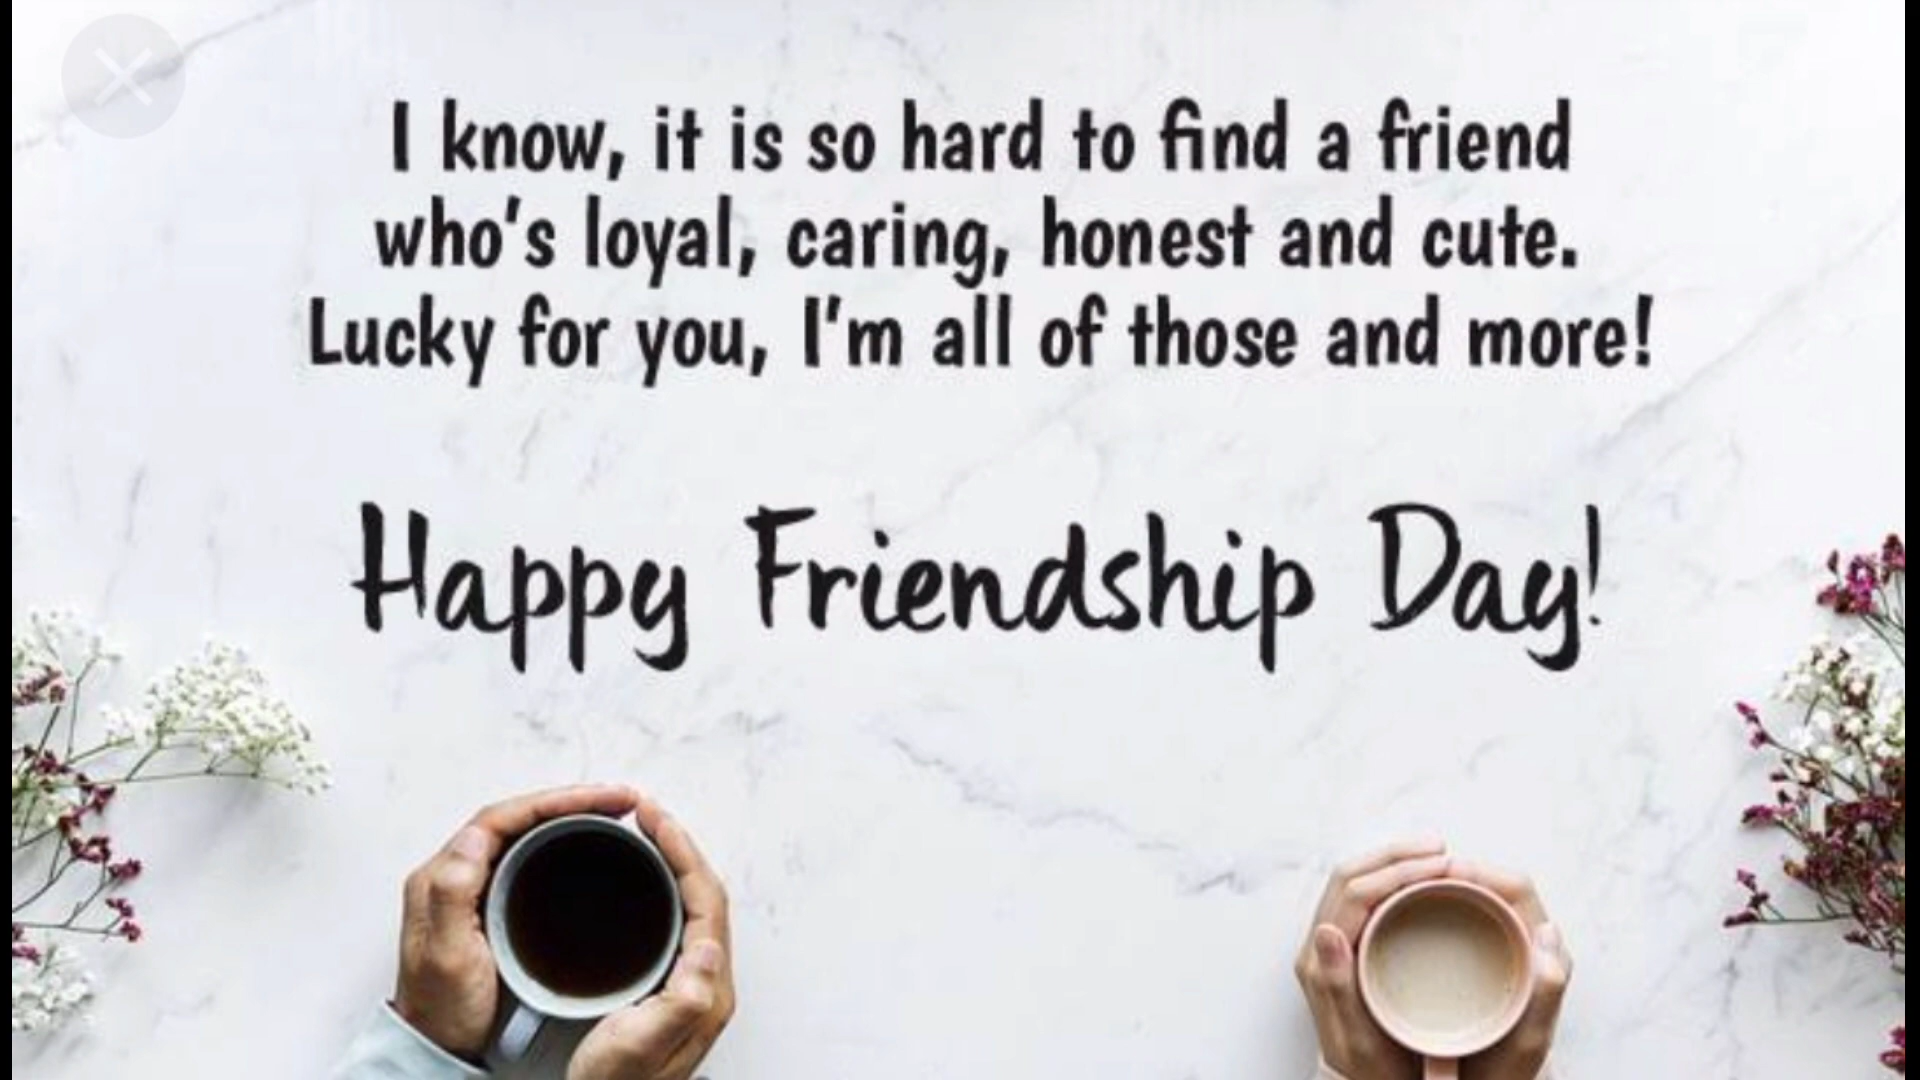 I know, it is so hard to find a friend
who's loyal, caring, honest and cute.
Lucky for you, I'm all of those and more!
Happy Friendship Day!